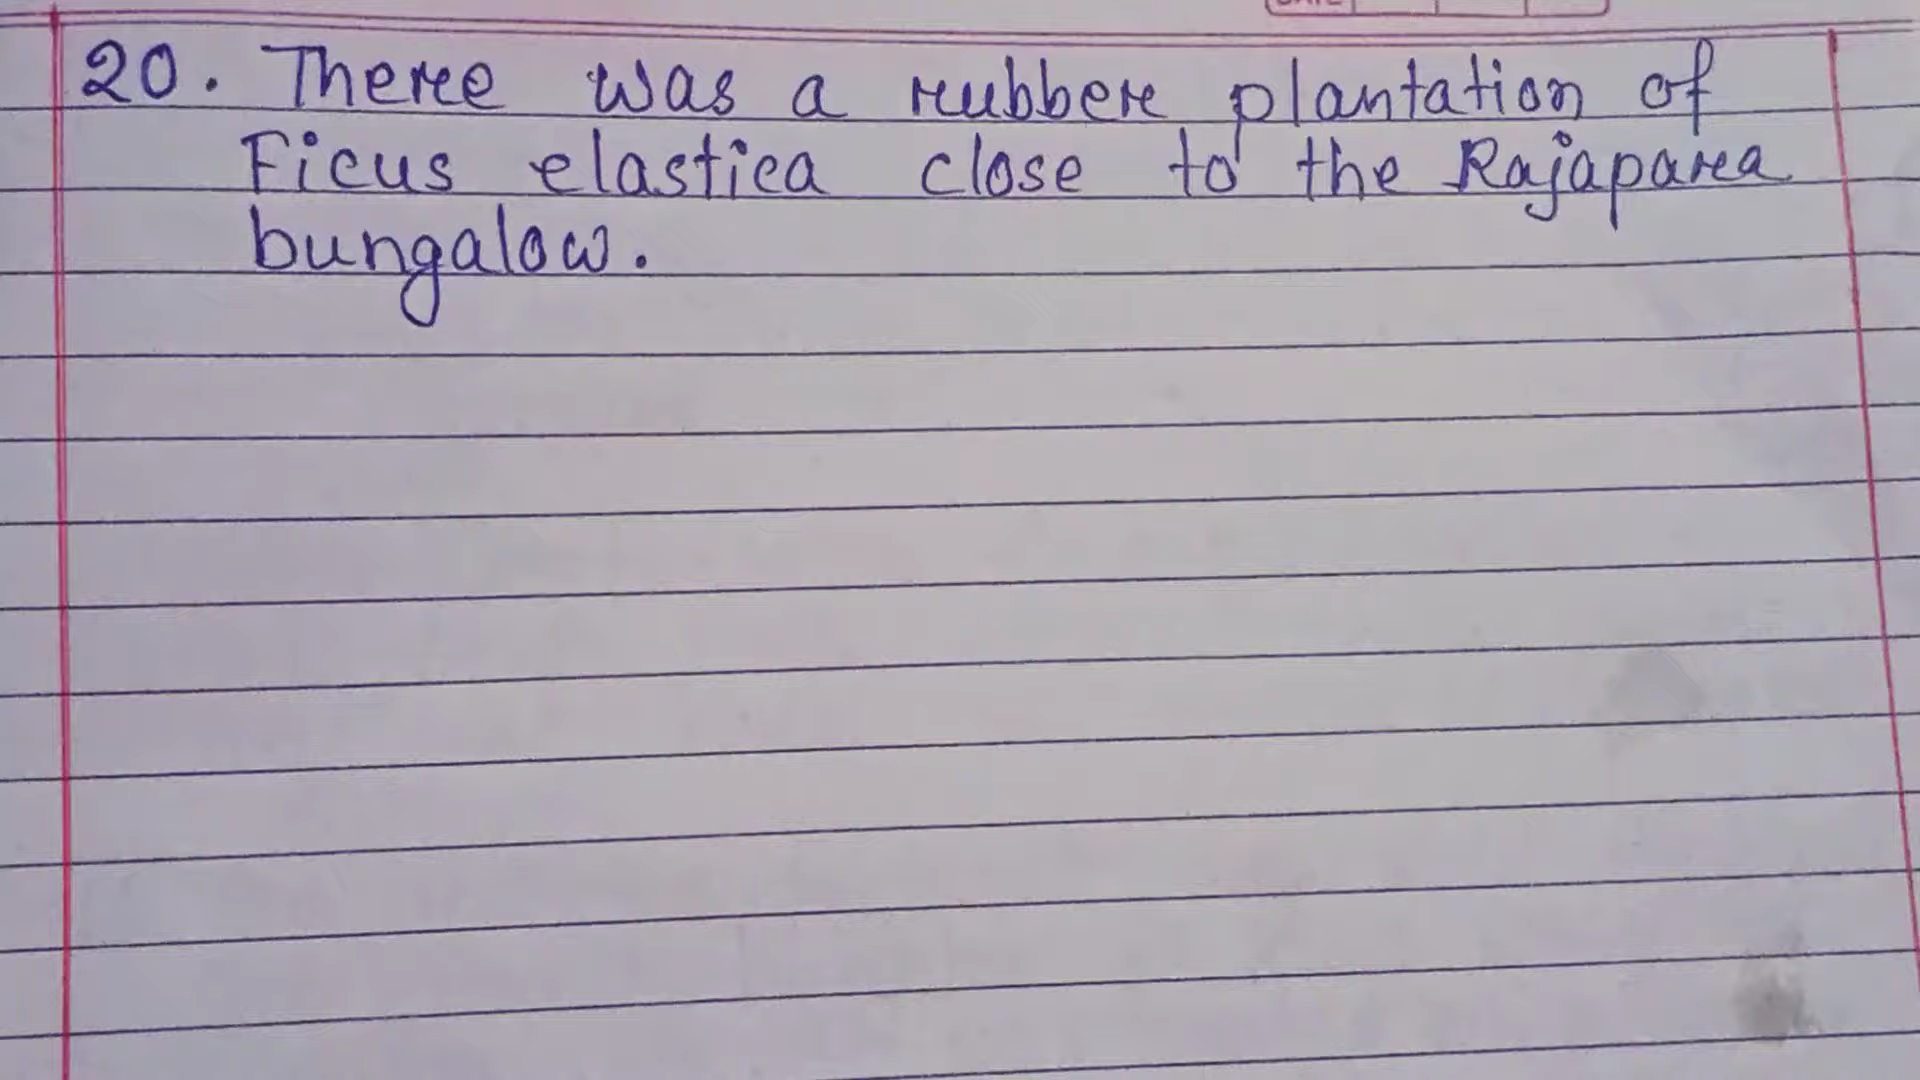 20. There was a rubber plantation of
Ficus elastica close to the Rajapara
bungalow.